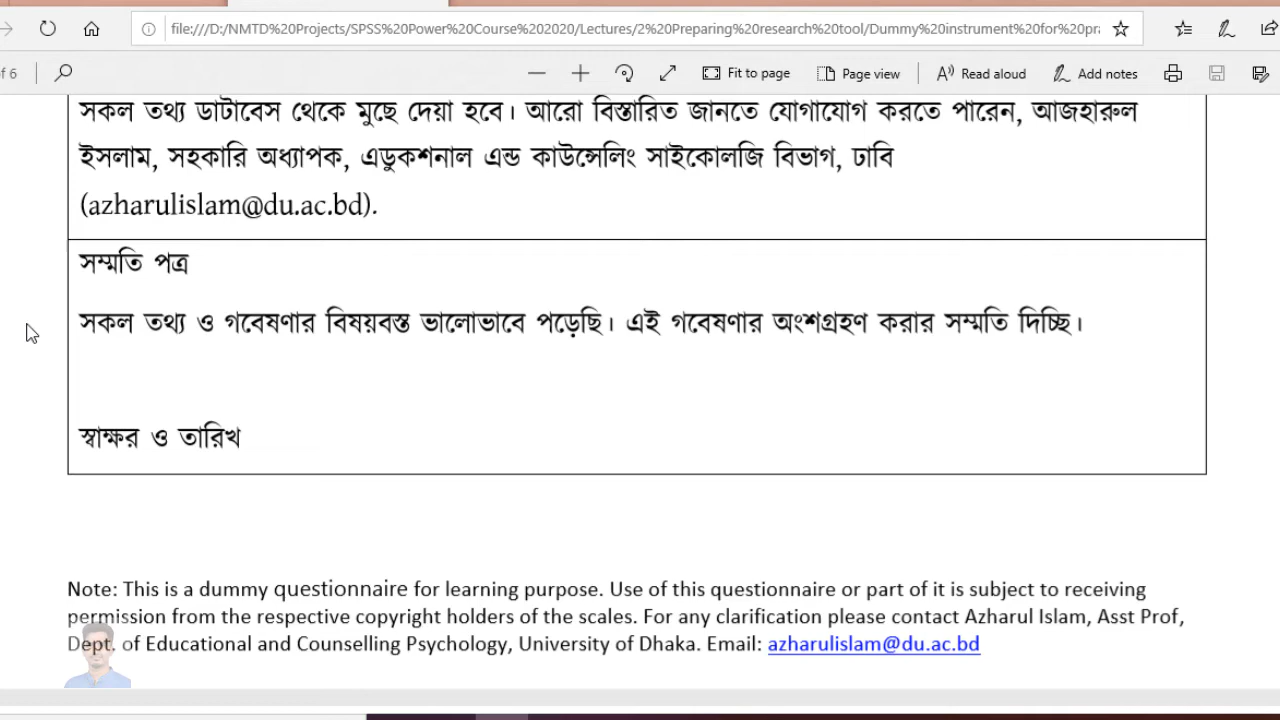 file:///D:/NMTD%20Projects/SPSS%20Power%20Course%202020/Lectures/2%20Preparing%20research%20tool/Dummy%20instrument%20for%20pra
of 6
Fit to page
Page view
Read aloud
Add notes
সকল তথ্য ডাটাবেস থেকে মুছে দেয়া হবে। আরো বিস্তারিত জানতে যোগাযোগ করতে পারেন, আজহারুল
ইসলাম, সহকারি অধ্যাপক, এডুকশনাল এন্ড কাউন্সেলিং সাইকোলজি বিভাগ, ঢাবি
(azharulislam@du.ac.bd).
সম্মতি পত্র
সকল তথ্য ও গবেষণার বিষয়বস্তু ভালোভাবে পড়েছি। এই গবেষণার অংশগ্রহণ করার সম্মতি দিচ্ছি।
স্বাক্ষর ও তারিখ
Note: This is a dummy questionnaire for learning purpose. Use of this questionnaire or part of it is subject to receiving
permission from the respective copyright holders of the scales. For any clarification please contact Azharul Islam, Asst Prof,
Dept. of Educational and Counselling Psychology, University of Dhaka. Email: azharulislam@du.ac.bd